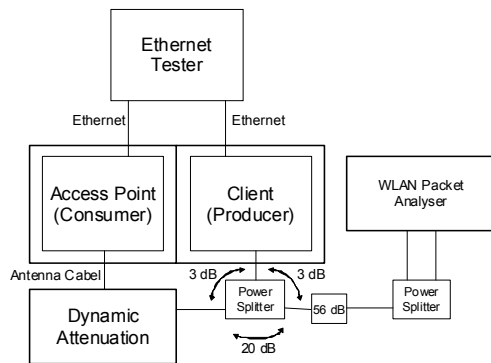 Ethernet
Tester
Ethernet
Ethernet
Access Point
(Consumer)
Client
(Producer)
WLAN Packet
Analyser
Antenna Cabel
3 dB
3 dB
Dynamic
Attenuation
Power
Splitter
56 dB
Power
Splitter
20 dB